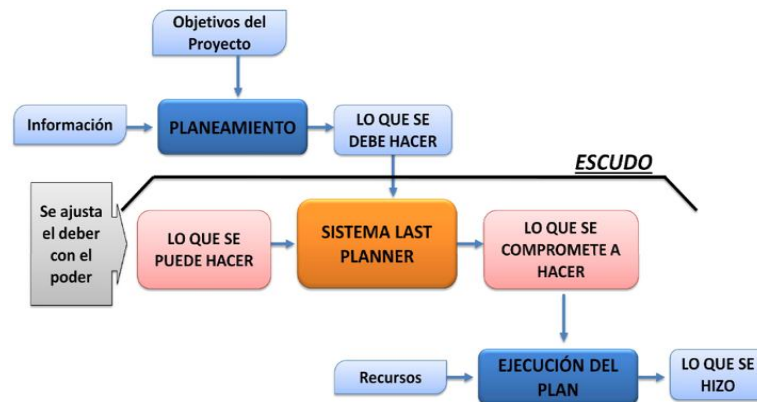 Objetivos del
Proyecto
Información
PLANEAMIENTO
LO QUE SE
DEBE HACER
ESCUDO
Se ajusta
el deber
con el
poder
LO QUE SE
PUEDE HACER
SISTEMA LAST
PLANNER
LO QUE SE
COMPROMETE A
HACER
Recursos
EJECUCIÓN DEL
PLAN
LO QUE SE
HIZO